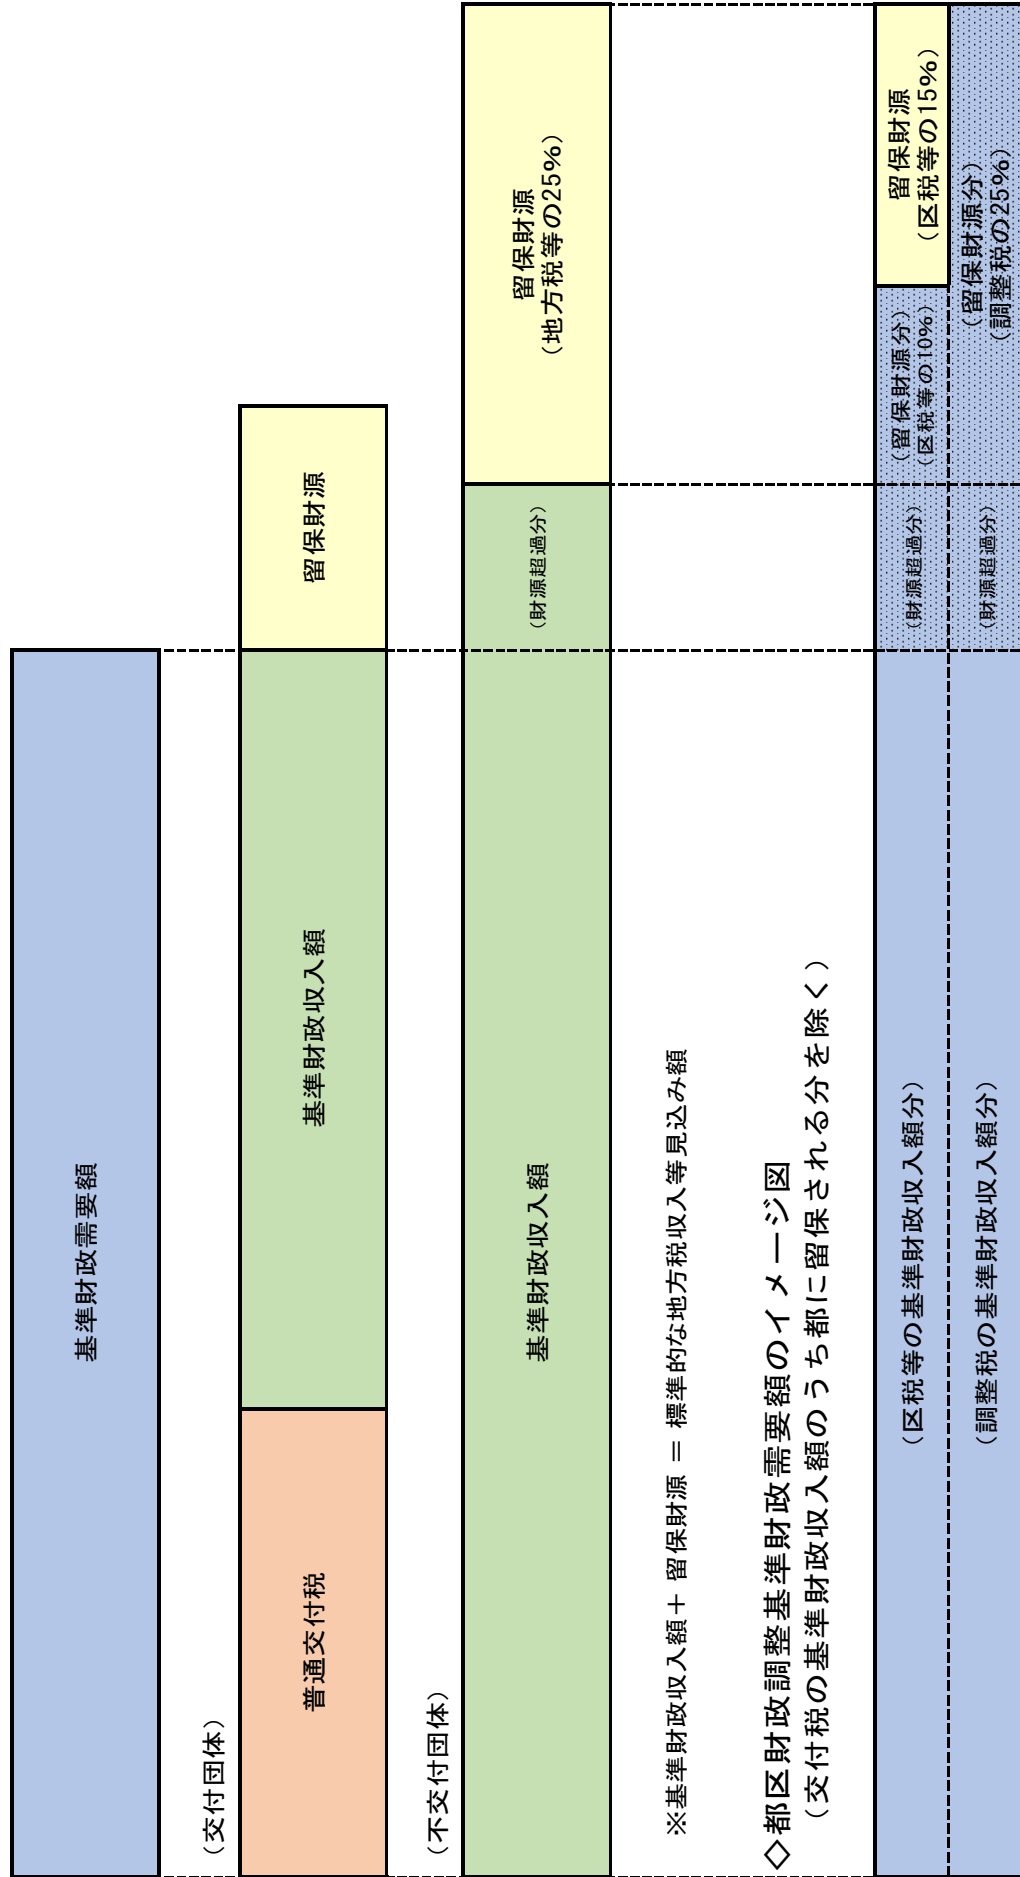 基準財政需要額
（交付団体）
普通交付税
基準財政収入額
留保財源
（不交付団体）
基準財政収入額
（財源超過分）
留保財源
（地方税等の25%）
※基準財政収入額＋ 留保財源 ＝ 標準的な地方税収入等見込み額
◇都区財政調整基準財政需要額のイメージ図
（交付税の基準財政収入額のうち都に留保される分を除く）
（区税等の基準財政収入額分）
（財源超過分）
（留保財源分）
（区税等の10%）
留保財源
（区税等の15%）
（調整税の基準財政収入額分）
（財源超過分）
（留保財源分）
（調整税の25%）